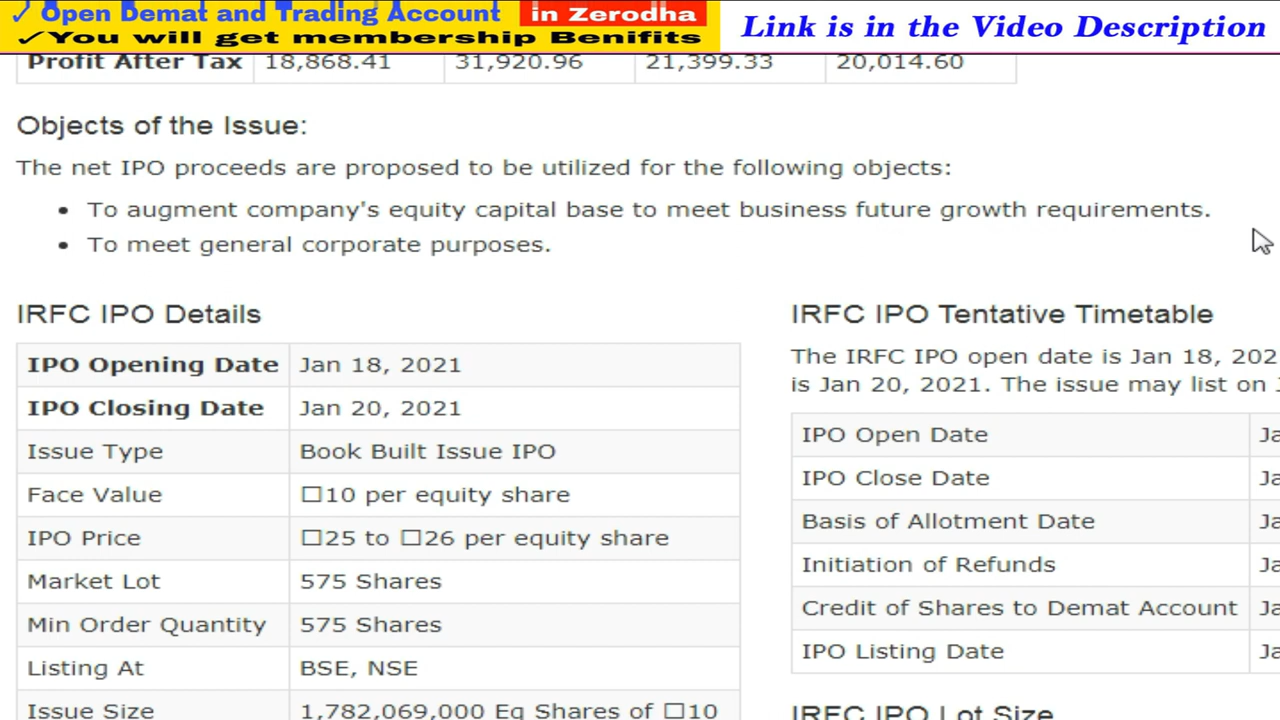 ✓ Open Demat and Trading Account in Zerodha
✓You will get membership Benifits
Link is in the Video Description
Profit After Tax 18,868.41 31,920.96 21,399.33 20,014.60
Objects of the Issue:
The net IPO proceeds are proposed to be utilized for the following objects:
• To augment company's equity capital base to meet business future growth requirements.
• To meet general corporate purposes.
IRFC IPO Details
IPO Opening Date Jan 18, 2021
IPO Closing Date Jan 20, 2021
Issue Type Book Built Issue IPO
Face Value □10 per equity share
IPO Price □25 to □26 per equity share
Market Lot 575 Shares
Min Order Quantity 575 Shares
Listing At BSE, NSE
Issue Size 1,782,069,000 Eq Shares of □10
IRFC IPO Tentative Timetable
The IRFC IPO open date is Jan 18, 202
is Jan 20, 2021. The issue may list on
IPO Open Date Ja
IPO Close Date Ja
Basis of Allotment Date Ja
Initiation of Refunds Ja
Credit of Shares to Demat Account Ja
IPO Listing Date Ja
IRFC IPO Lot Size